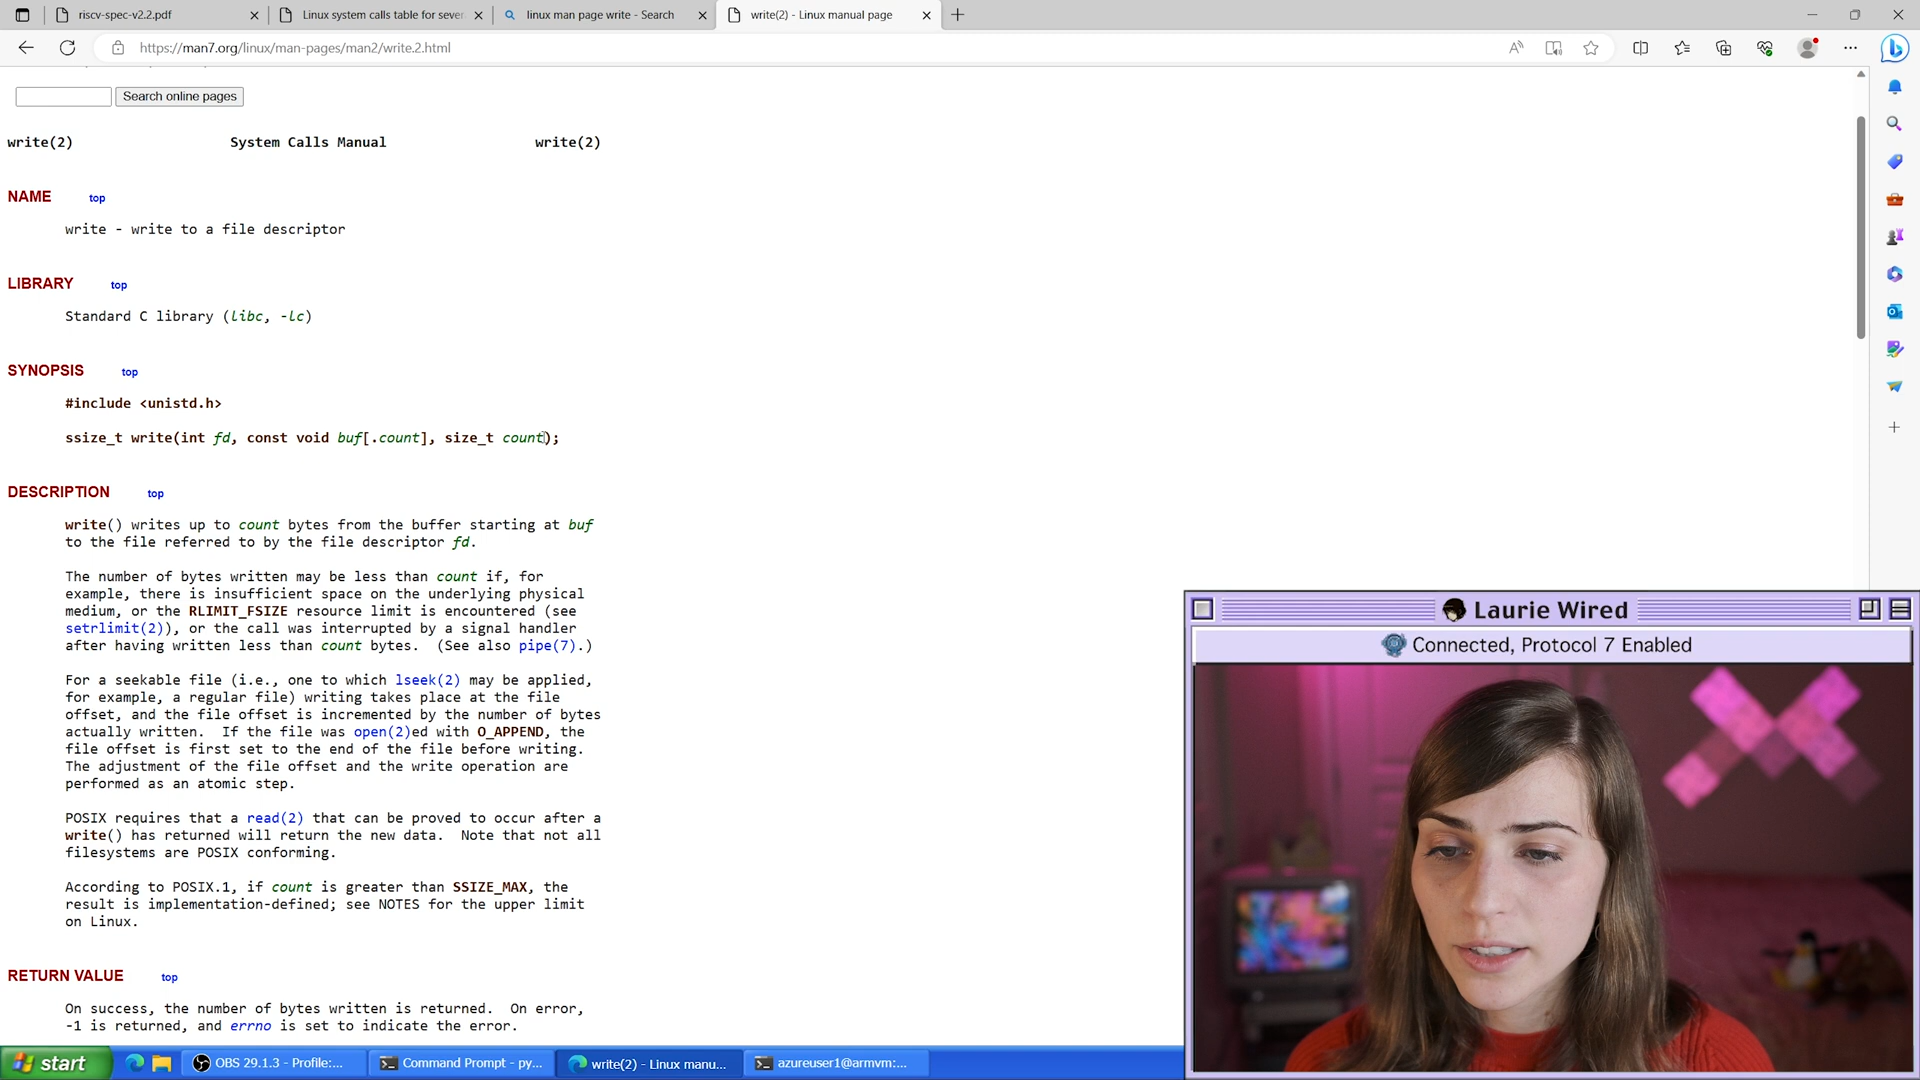 riscv-spec-v2.2.pdf
Linux system calls table for sever
linux man page write - Search
write(2) - Linux manual page
https://man7.org/linux/man-pages/man2/write.2.html
Search online pages
write(2) System Calls Manual write(2)
NAME top
write - write to a file descriptor
LIBRARY top
Standard C library (libc, -lc)
SYNOPSIS top
#include <unistd.h>
ssize_t write(int fd, const void buf[.count], size_t count);
DESCRIPTION top
write() writes up to count bytes from the buffer starting at buf
to the file referred to by the file descriptor fd.
The number of bytes written may be less than count if, for
example, there is insufficient space on the underlying physical
medium, or the RLIMIT_FSIZE resource limit is encountered (see
setrlimit(2)), or the call was interrupted by a signal handler
after having written less than count bytes. (See also pipe(7).)
For a seekable file (i.e., one to which lseek(2) may be applied,
for example, a regular file) writing takes place at the file
offset, and the file offset is incremented by the number of bytes
actually written. If the file was open(2)ed with O_APPEND, the
file offset is first set to the end of the file before writing.
The adjustment of the file offset and the write operation are
performed as an atomic step.
POSIX requires that a read(2) that can be proved to occur after a
write() has returned will return the new data. Note that not all
filesystems are POSIX conforming.
According to POSIX.1, if count is greater than SSIZE_MAX, the
result is implementation-defined; see NOTES for the upper limit
on Linux.
RETURN VALUE top
On success, the number of bytes written is returned. On error,
-1 is returned, and errno is set to indicate the error.
Laurie Wired
Connected, Protocol 7 Enabled
start
OBS 29.1.3 - Profile:...
Command Prompt - py...
write(2) - Linux manu...
azureuser1@armvm:...